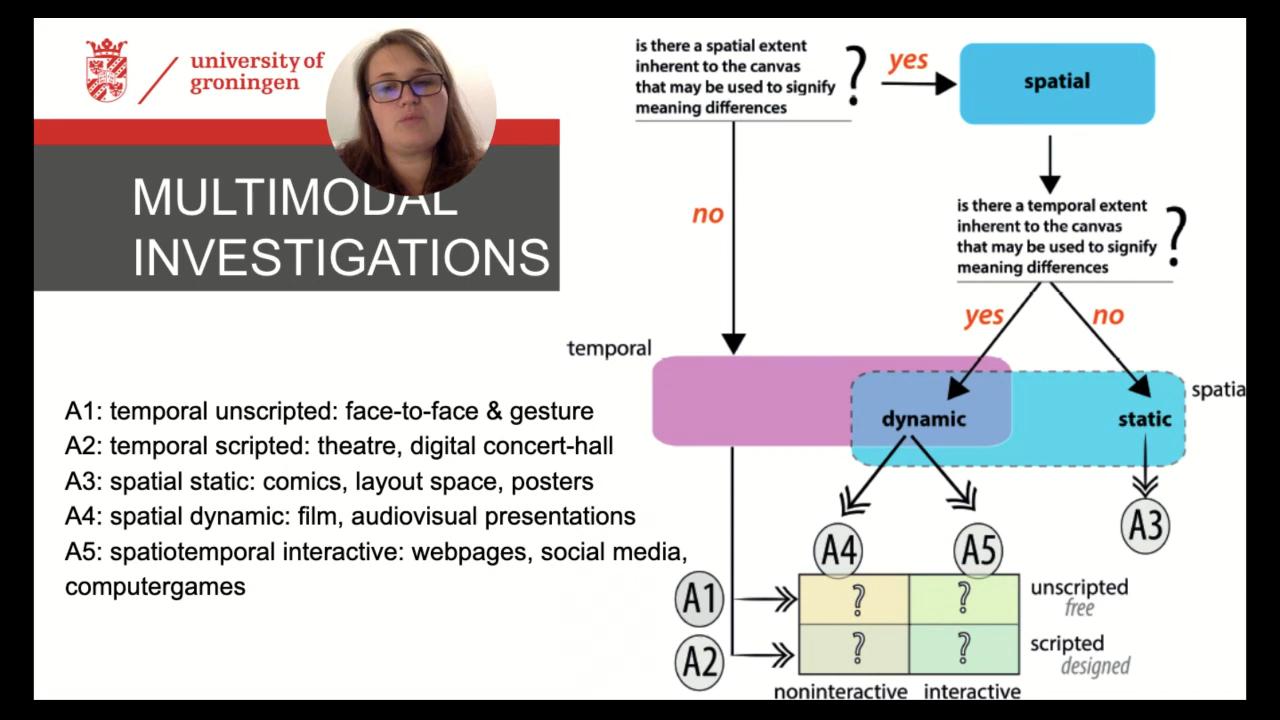 university of
groningen
MULTIMODAL
INVESTIGATIONS
A1: temporal unscripted: face-to-face & gesture
A2: temporal scripted: theatre, digital concert-hall
A3: spatial static: comics, layout space, posters
A4: spatial dynamic: film, audiovisual presentations
A5: spatiotemporal interactive: webpages, social media,
computergames
is there a spatial extent
inherent to the canvas
that may be used to signify
meaning differences
?
yes
spatial
no
is there a temporal extent
inherent to the canvas
that may be used to signify
meaning differences
?
yes
no
temporal
spatia
dynamic
static
A3
A4
A5
A1
? ?
unscripted
free
A2
? ?
scripted
designed
noninteractive interactive